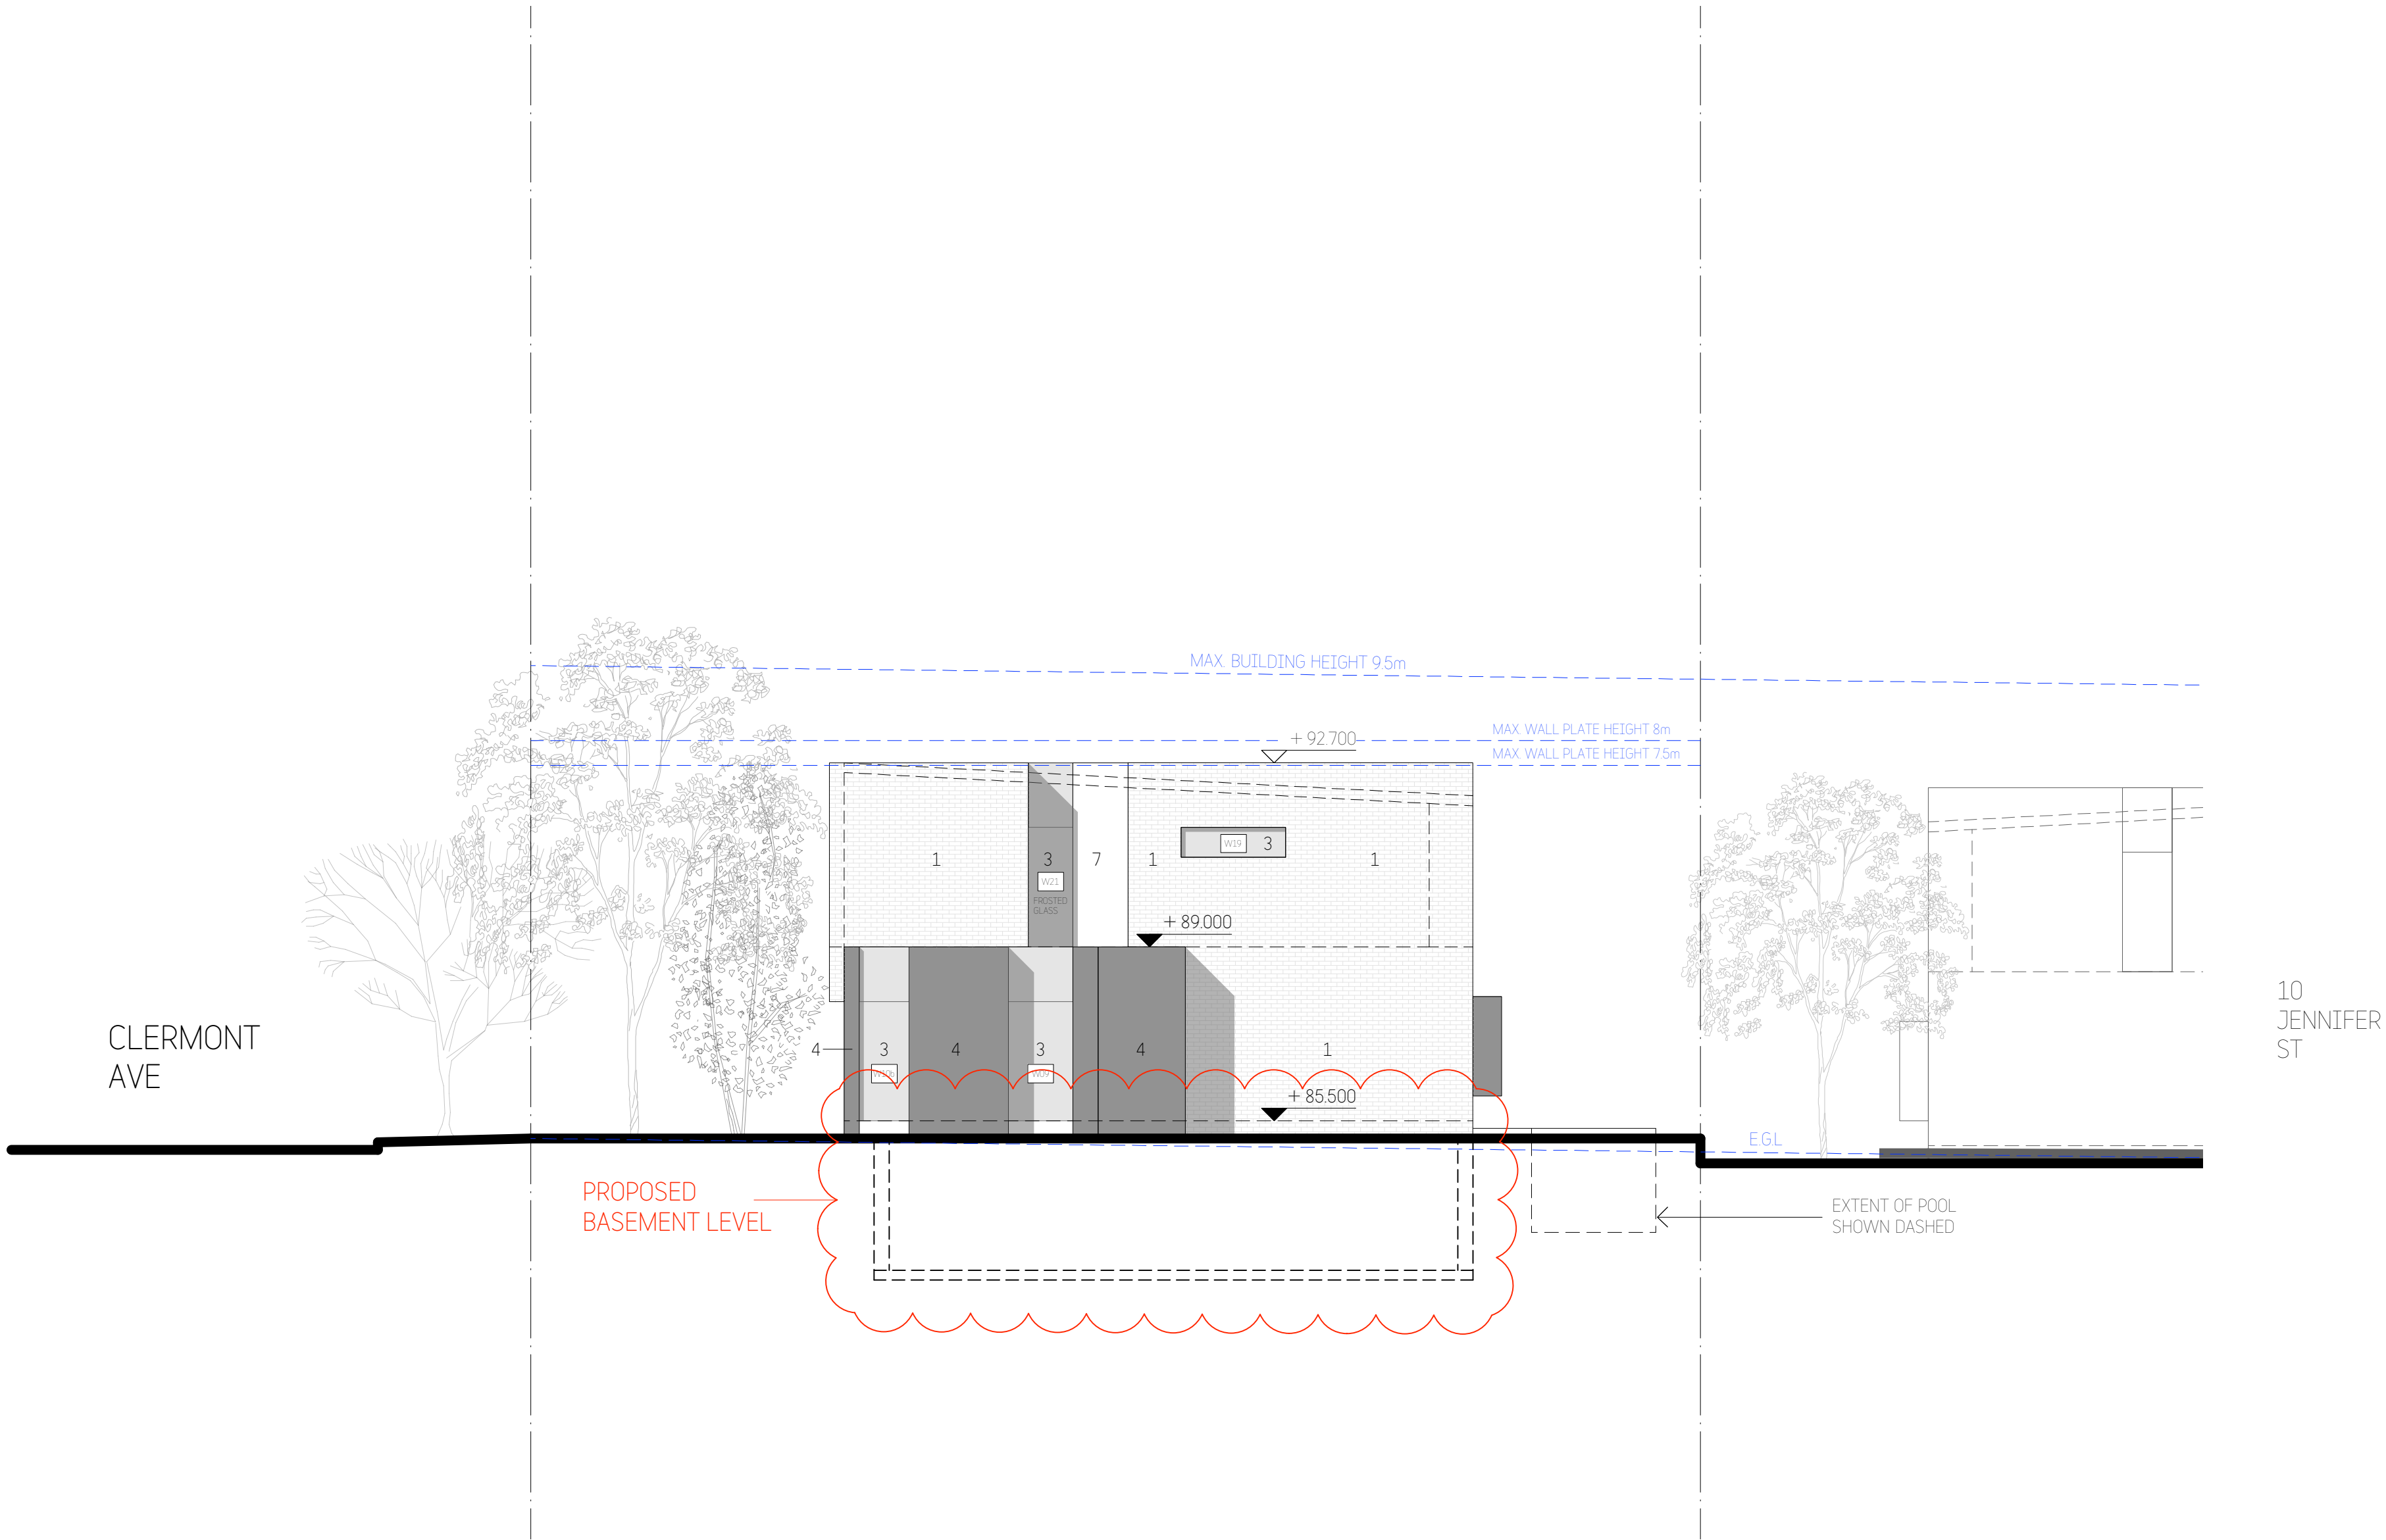 MAX. BUILDING HEIGHT 9.5m
MAX. WALL PLATE HEIGHT 8m
+ 92.700
MAX. WALL PLATE HEIGHT 7.5m
W19 3
1
3
7
1
1
W21
FROSTED
GLASS
+ 89.000
10
JENNIFER
ST
CLERMONT
AVE
4
3
4
3
4
1
W10b
W09
+ 85.500
E.G.L
PROPOSED
BASEMENT LEVEL
EXTENT OF POOL
SHOWN DASHED